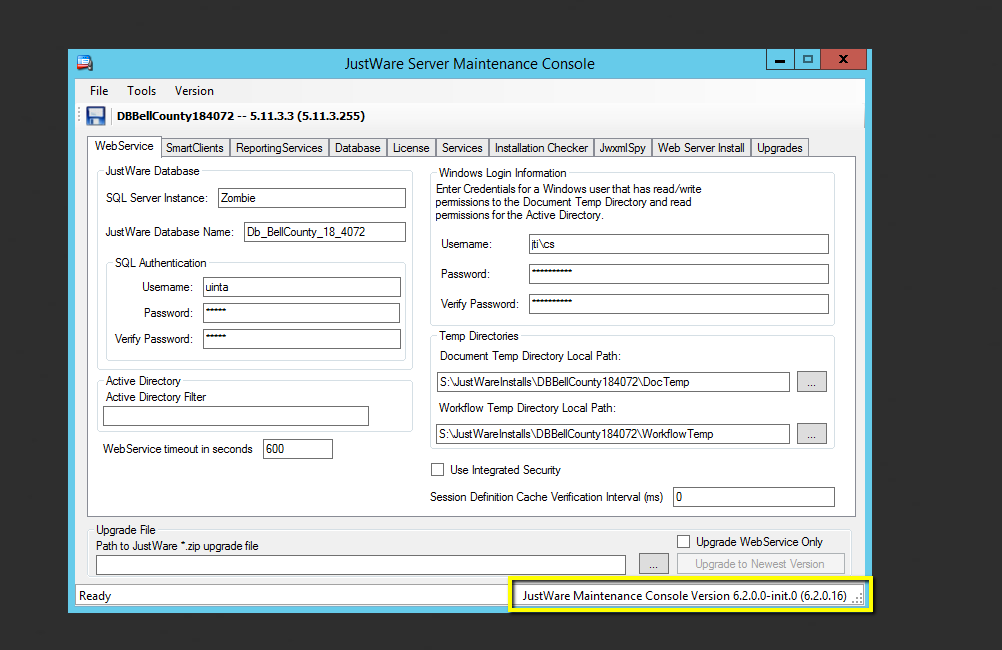 JustWare Server Maintenance Console
File Tools Version
DBBellCounty184072 -- 5.11.3.3 (5.11.3.255)
WebService SmartClients ReportingServices Database License Services Installation Checker JwxmlSpy Web Server Install Upgrades
JustWare Database
SQL Server Instance: Zombie
JustWare Database Name: Db_BellCounty_18_4072
SQL Authentication
Username: uinta
Password: *****
Verify Password: *****
Active Directory
Active Directory Filter
WebService timeout in seconds 600
Windows Login Information
Enter Credentials for a Windows user that has read/write
permissions to the Document Temp Directory and read
permissions for the Active Directory.
Username: jti\cs
Password: **********
Verify Password: **********
Temp Directories
Document Temp Directory Local Path:
S:\JustWareInstalls\DBBellCounty184072\DocTemp ...
Workflow Temp Directory Local Path:
S:\JustWareInstalls\DBBellCounty184072\WorkflowTemp ...
Use Integrated Security
Session Definition Cache Verification Interval (ms) 0
Upgrade File
Path to JustWare *.zip upgrade file
... Upgrade WebService Only
Upgrade to Newest Version
Ready JustWare Maintenance Console Version 6.2.0.0-init.0 (6.2.0.16)